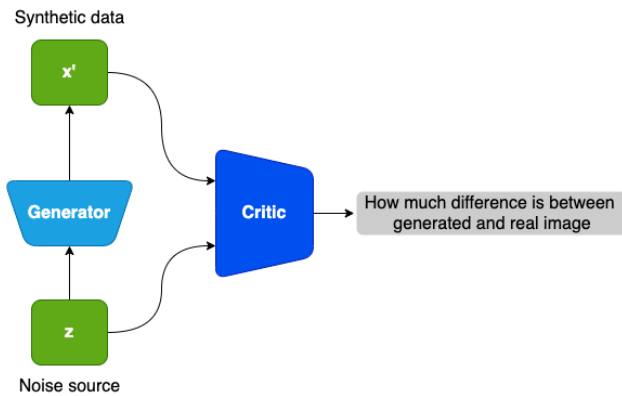 Synthetic data
x'
Generator
Critic
How much difference is between
generated and real image
z
Noise source